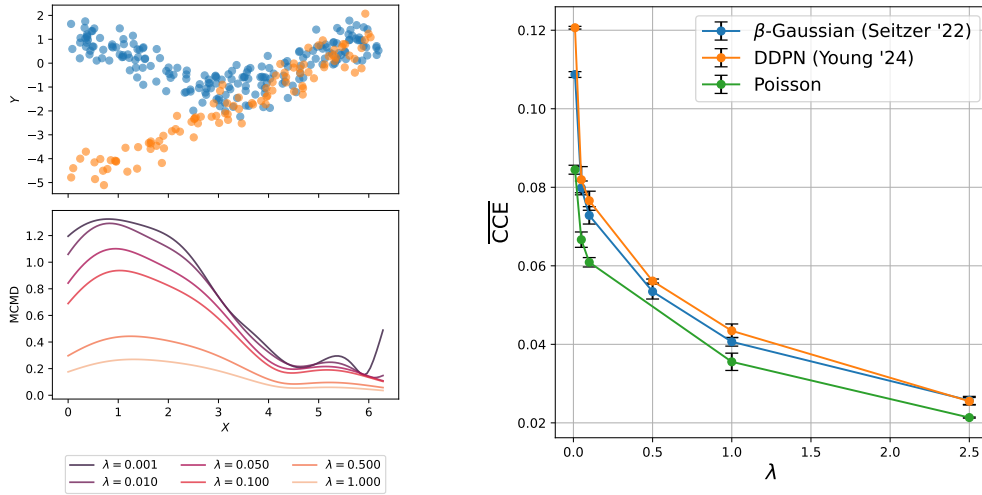 2
1
0
−1
−2
−3
−4
−5
Y
1.2
1.0
0.8
0.6
0.4
0.2
0.0
MCMD
0 1 2 3 4 5 6
X
λ = 0.001 λ = 0.050 λ = 0.500
λ = 0.010 λ = 0.100 λ = 1.000
β-Gaussian (Seitzer '22)
DDPN (Young '24)
Poisson
0.12
0.10
0.08
0.06
0.04
0.02
CCE
0.0 0.5 1.0 1.5 2.0 2.5
λ